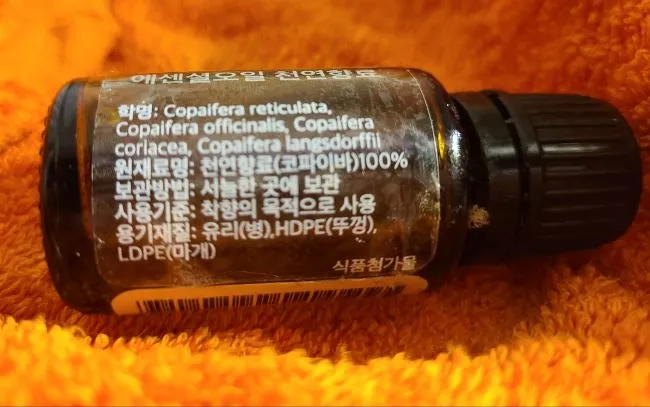 에센셜오일 천연향료
학명: Copaifera reticulata,
Copaifera officinalis, Copaifera
coriacea, Copaifera langsdorffii
원재료명: 천연향료(코파이바)100%
보관방법: 서늘한 곳에 보관
사용기준: 착향의 목적으로 사용
용기재질: 유리(병),HDPE(뚜껑),
LDPE(마개)
식품첨가물